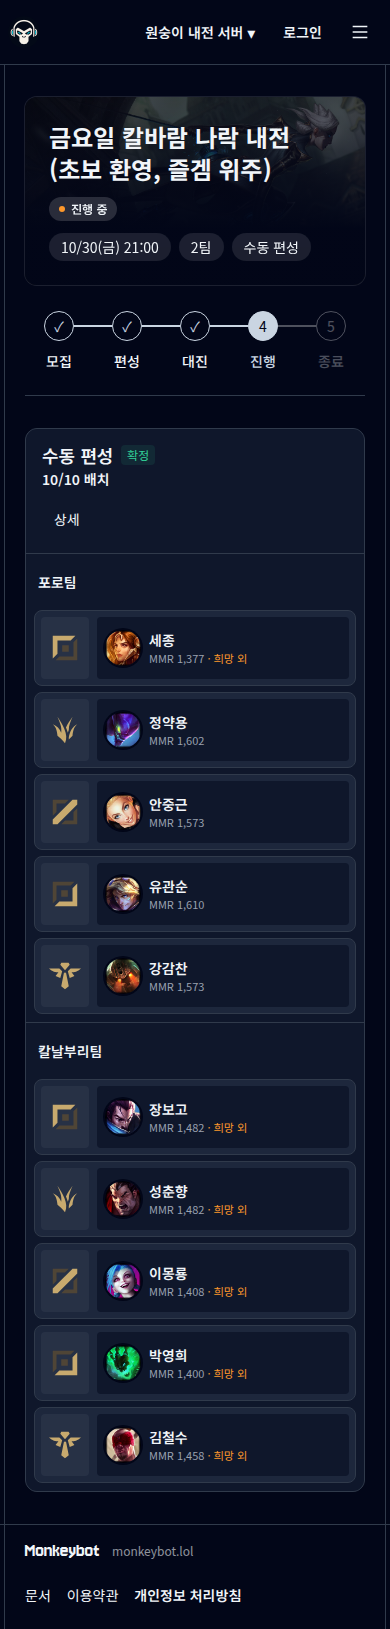 원숭이 내전 서버 ▾ 로그인
금요일 칼바람 나락 내전
(초보 환영, 즐겜 위주)
진행 중
10/30(금) 21:00 2팀 수동 편성
✓ ✓ ✓ 4 5
모집 편성 대진 진행 종료
수동 편성 확정
10/10 배치
상세
포로팀
세종
MMR 1,377 · 희망 외
정약용
MMR 1,602
안중근
MMR 1,573
유관순
MMR 1,610
강감찬
MMR 1,573
칼날부리팀
장보고
MMR 1,482 · 희망 외
성춘향
MMR 1,482 · 희망 외
이몽룡
MMR 1,408 · 희망 외
박영희
MMR 1,400 · 희망 외
김철수
MMR 1,458 · 희망 외
Monkeybot monkeybot.lol
문서 이용약관 개인정보 처리방침